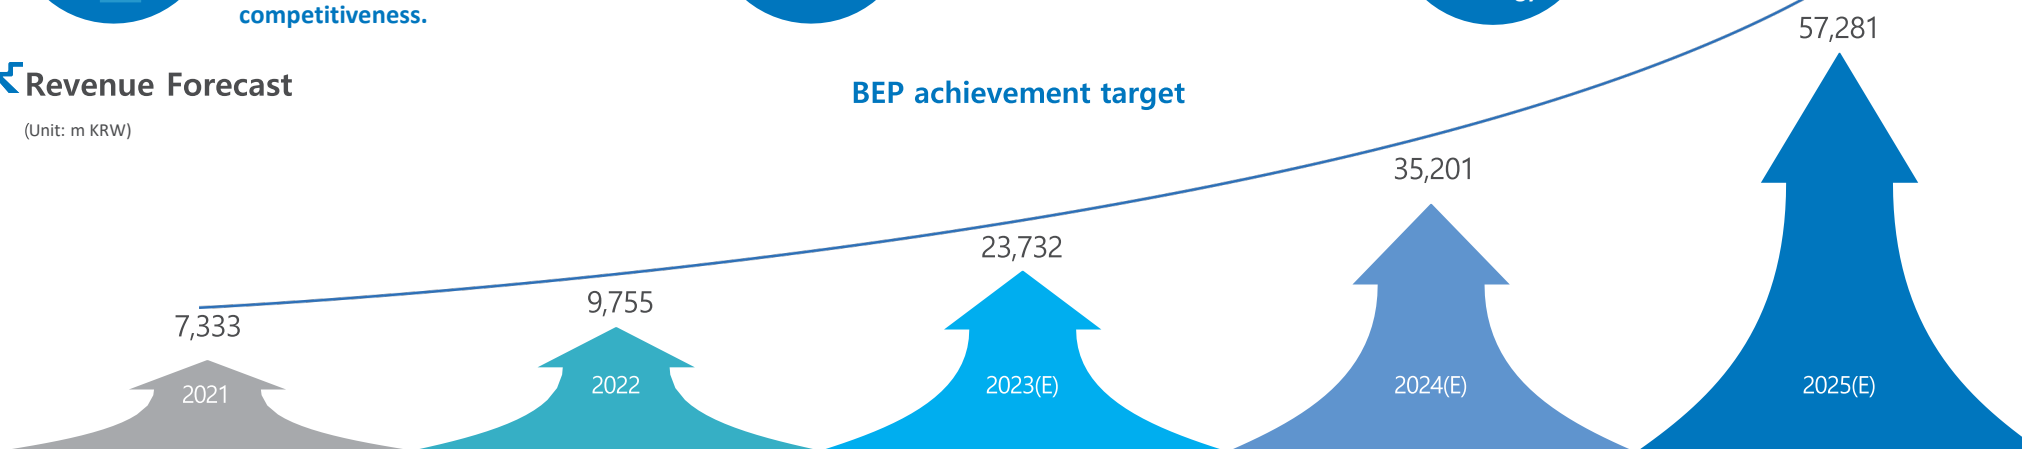 competitiveness.
Revenue Forecast
(Unit: m KRW)
BEP achievement target
7,333
9,755
23,732
35,201
57,281
2021
2022
2023(E)
2024(E)
2025(E)